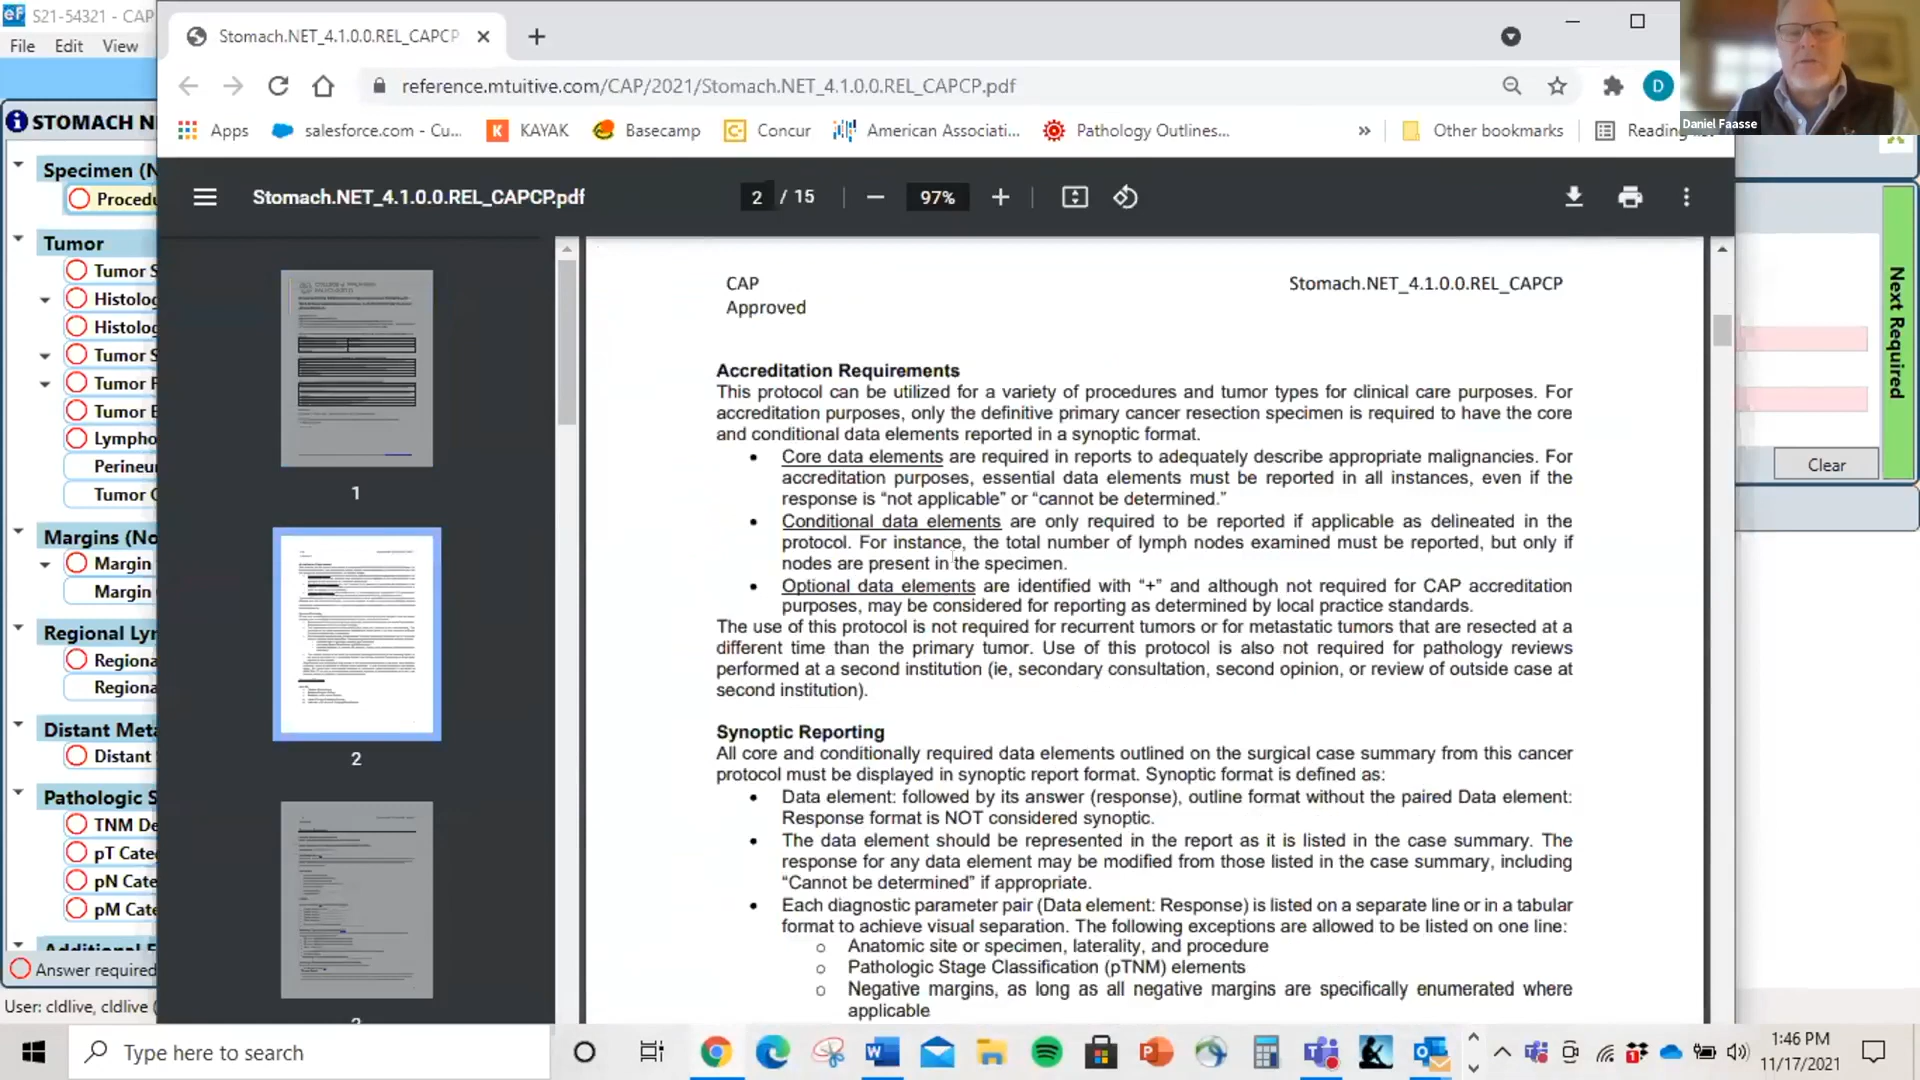 S21-54321 - CAP
File Edit View
STOMACH N
Specimen (N
Procedu
Tumor
Tumor S
Histolog
Histolog
Tumor S
Tumor F
Tumor E
Lympho
Perineur
Tumor C
Margins (No
Margin
Margin
Regional Lyr
Regiona
Regiona
Distant Meta
Distant
Pathologic S
TNM De
pT Cate
pN Cate
pM Cate
Answer required
User: cldlive, cldlive (
Stomach.NET_4.1.0.0.REL_CAPCP
reference.mtuitive.com/CAP/2021/Stomach.NET_4.1.0.0.REL_CAPCP.pdf
D
Apps salesforce.com - Cu... KAYAK Basecamp Concur American Associati... Pathology Outlines... » Other bookmarks Reading
Stomach.NET_4.1.0.0.REL_CAPCP.pdf 2 / 15 97%
1
2
CAP Stomach.NET_4.1.0.0.REL_CAPCP
Approved
Accreditation Requirements
This protocol can be utilized for a variety of procedures and tumor types for clinical care purposes. For
accreditation purposes, only the definitive primary cancer resection specimen is required to have the core
and conditional data elements reported in a synoptic format.
• Core data elements are required in reports to adequately describe appropriate malignancies. For
accreditation purposes, essential data elements must be reported in all instances, even if the
response is “not applicable” or “cannot be determined.”
• Conditional data elements are only required to be reported if applicable as delineated in the
protocol. For instance, the total number of lymph nodes examined must be reported, but only if
nodes are present in the specimen.
• Optional data elements are identified with “+” and although not required for CAP accreditation
purposes, may be considered for reporting as determined by local practice standards.
The use of this protocol is not required for recurrent tumors or for metastatic tumors that are resected at a
different time than the primary tumor. Use of this protocol is also not required for pathology reviews
performed at a second institution (ie, secondary consultation, second opinion, or review of outside case at
second institution).
Synoptic Reporting
All core and conditionally required data elements outlined on the surgical case summary from this cancer
protocol must be displayed in synoptic report format. Synoptic format is defined as:
• Data element: followed by its answer (response), outline format without the paired Data element:
Response format is NOT considered synoptic.
• The data element should be represented in the report as it is listed in the case summary. The
response for any data element may be modified from those listed in the case summary, including
“Cannot be determined” if appropriate.
• Each diagnostic parameter pair (Data element: Response) is listed on a separate line or in a tabular
format to achieve visual separation. The following exceptions are allowed to be listed on one line:
o Anatomic site or specimen, laterality, and procedure
o Pathologic Stage Classification (pTNM) elements
o Negative margins, as long as all negative margins are specifically enumerated where
applicable
Daniel Faasse
Next Required
Clear
Type here to search
1:46 PM
11/17/2021